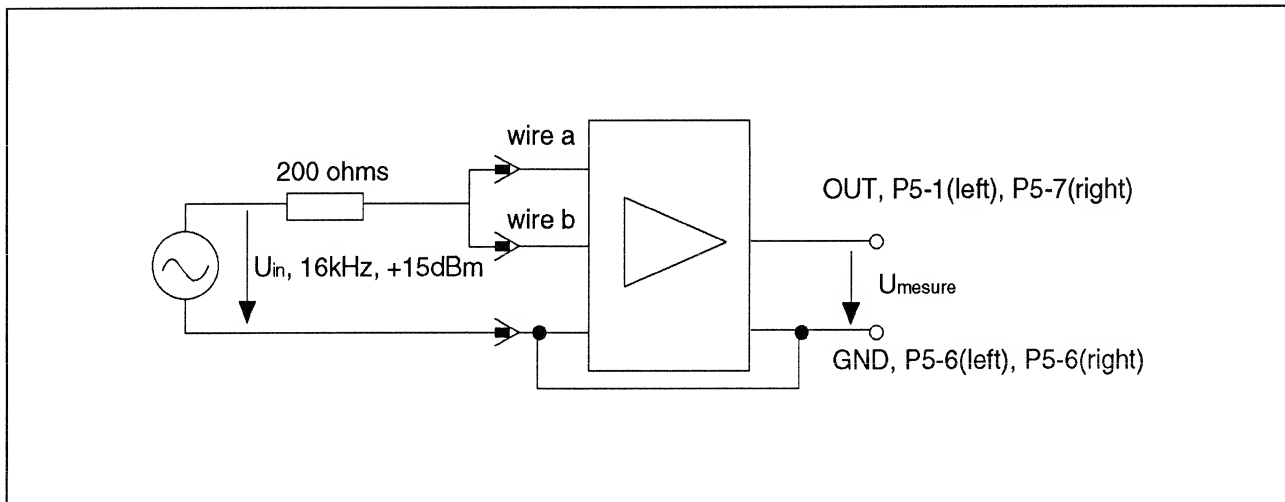 wire a
200 ohms
OUT, P5-1(left), P5-7(right)
wire b
Uin, 16kHz, +15dBm
Umesure
GND, P5-6(left), P5-6(right)